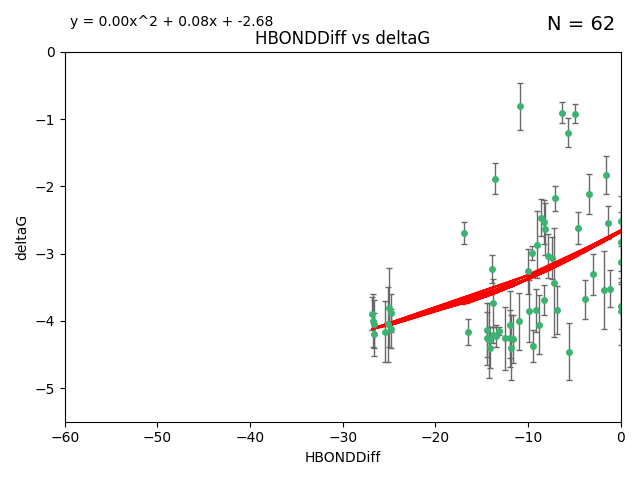 y = 0.00x^2 + 0.08x + -2.68
N = 62
HBONDDiff vs deltaG
deltaG
0
−1
−2
−3
−4
−5
−60
−50
−40
−30
−20
−10
0
HBONDDiff